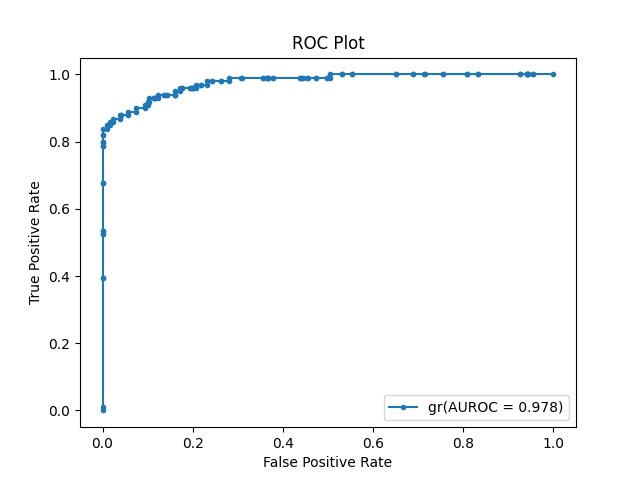 ROC Plot
1.0
0.8
0.6
0.4
0.2
0.0
True Positive Rate
gr(AUROC = 0.978)
0.0 0.2 0.4 0.6 0.8 1.0
False Positive Rate